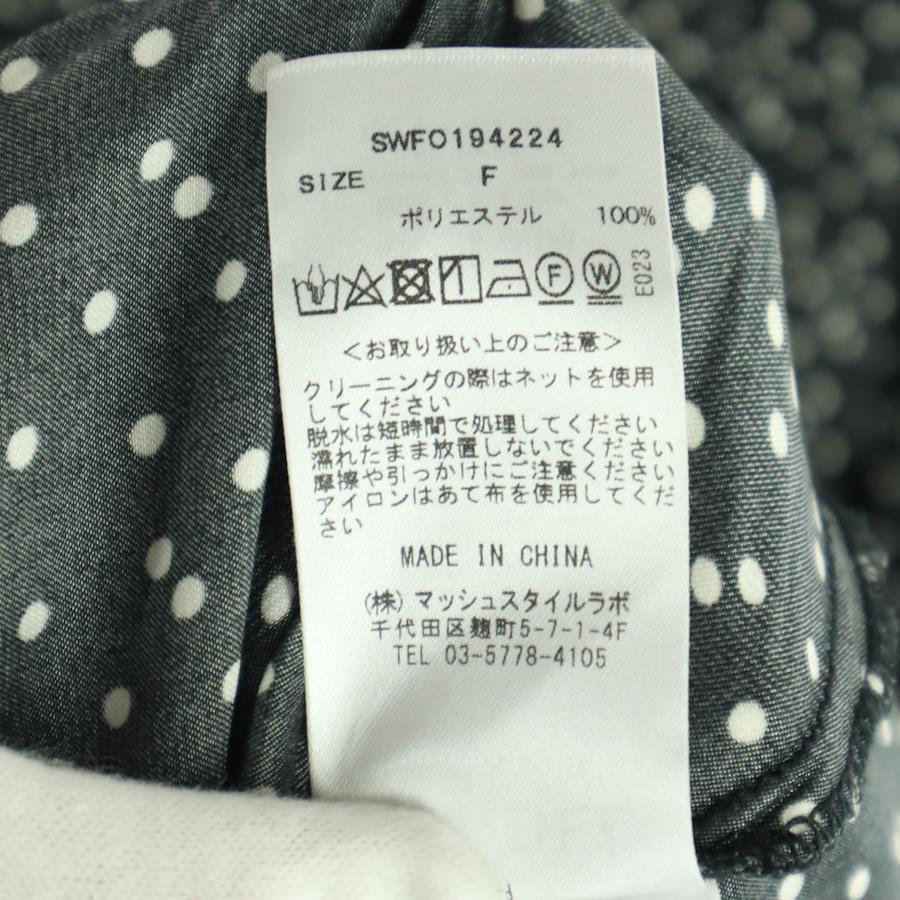 SWFO194224
SIZE F
ポリエステル 100%
F W E023
＜お取り扱い上のご注意＞
クリーニングの際はネットを使用
してください
脱水は短時間で処理してください
濡れたまま放置しないでください
摩擦や引っかけにご注意ください
アイロンはあて布を使用してくだ
さい
MADE IN CHINA
(株)マッシュスタイルラボ
千代田区麹町5-7-1-4F
TEL 03-5778-4105